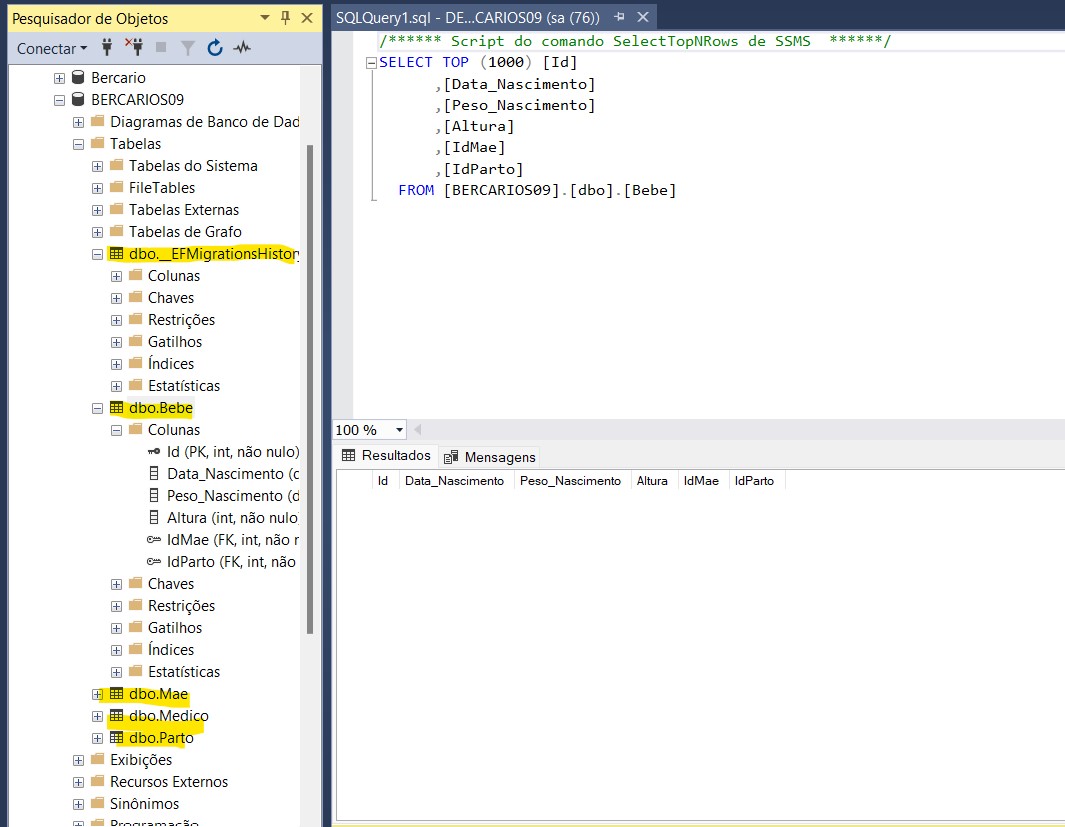 Pesquisador de Objetos
Conectar
Bercario
BERCARIOS09
Diagramas de Banco de Dad
Tabelas
Tabelas do Sistema
FileTables
Tabelas Externas
Tabelas de Grafo
dbo.__EFMigrationsHistory
Colunas
Chaves
Restrições
Gatilhos
Índices
Estatísticas
dbo.Bebe
Colunas
Id (PK, int, não nulo)
Data_Nascimento (d
Peso_Nascimento (d
Altura (int, não nulo)
IdMae (FK, int, não n
IdParto (FK, int, não
Chaves
Restrições
Gatilhos
Índices
Estatísticas
dbo.Mae
dbo.Medico
dbo.Parto
Exibições
Recursos Externos
Sinônimos
Programação
SQLQuery1.sql - DE...CARIOS09 (sa (76))
/****** Script do comando SelectTopNRows de SSMS  ******/
SELECT TOP (1000) [Id]
,[Data_Nascimento]
,[Peso_Nascimento]
,[Altura]
,[IdMae]
,[IdParto]
FROM [BERCARIOS09].[dbo].[Bebe]
100 %
Resultados Mensagens
Id Data_Nascimento Peso_Nascimento Altura IdMae IdParto